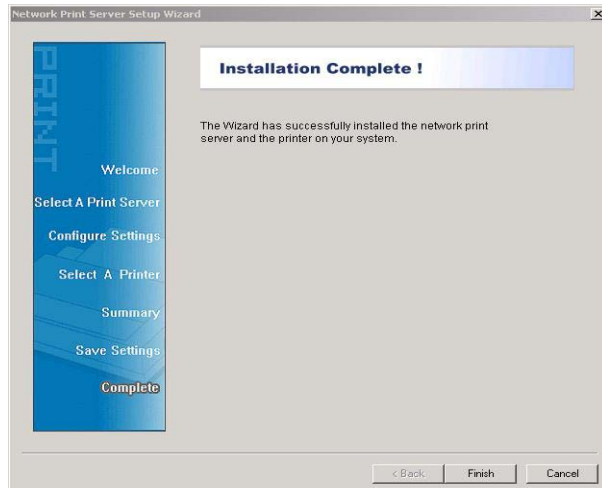 Network Print Server Setup Wizard
PRINT
Installation Complete !
The Wizard has successfully installed the network print
server and the printer on your system.
Welcome
Select A Print Server
Configure Settings
Select A Printer
Summary
Save Settings
Complete
< Back
Finish
Cancel